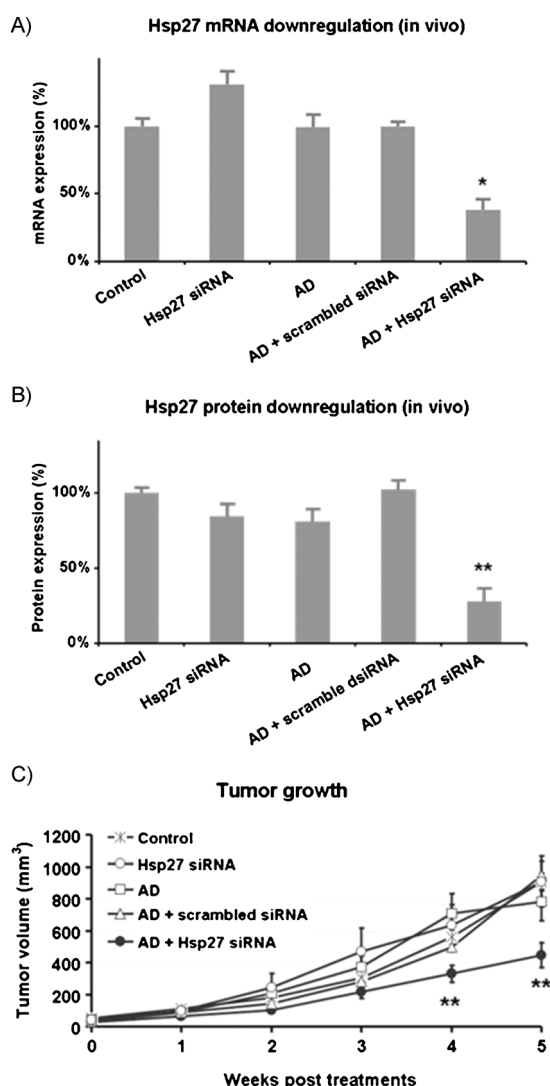 A)
Hsp27 mRNA downregulation (in vivo)
mRNA expression (%)
100%
50%
0%
*
Control
Hsp27 siRNA
AD
AD + scrambled siRNA
AD + Hsp27 siRNA
B)
Hsp27 protein downregulation (in vivo)
Protein expression (%)
100%
50%
0%
**
Control
Hsp27 siRNA
AD
AD + scramble dsiRNA
AD + Hsp27 siRNA
C)
Tumor growth
Tumor volume (mm³)
1200
1000
800
600
400
200
0
Control
Hsp27 siRNA
AD
AD + scrambled siRNA
AD + Hsp27 siRNA
**
**
0 1 2 3 4 5
Weeks post treatments